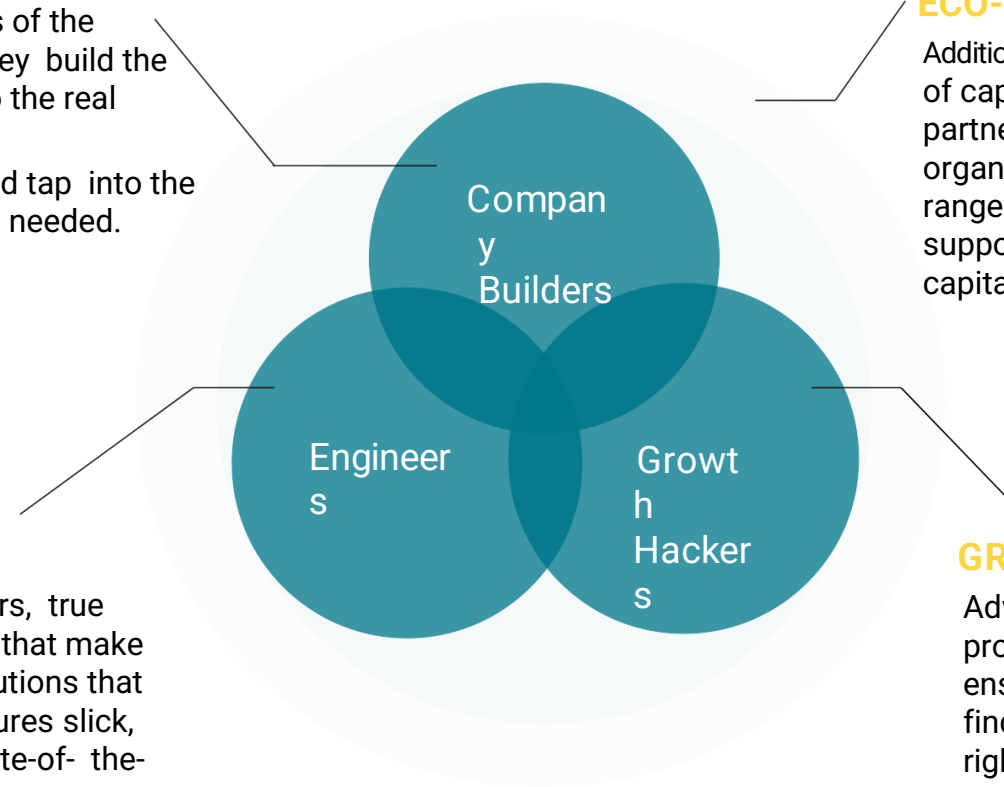 s of the
ey build the
the real
d tap into the
needed.
ECO-
of cap
partne
organ
range
suppo
capita
Compan
y
Builders
Engineer
s
Growt
h
Hacker
s
rs, true
that make
utions that
ures slick,
te-of- the-
GR
Adv
pro
ens
find
righ